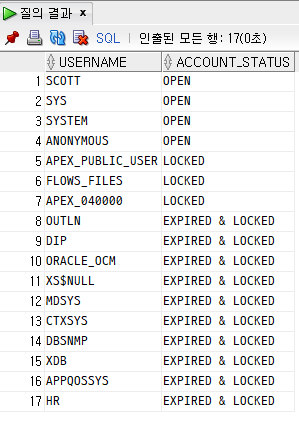 질의 결과 x
SQL | 인출된 모든 행: 17(0초)
USERNAME ACCOUNT_STATUS
1 SCOTT OPEN
2 SYS OPEN
3 SYSTEM OPEN
4 ANONYMOUS OPEN
5 APEX_PUBLIC_USER LOCKED
6 FLOWS_FILES LOCKED
7 APEX_040000 LOCKED
8 OUTLN EXPIRED & LOCKED
9 DIP EXPIRED & LOCKED
10 ORACLE_OCM EXPIRED & LOCKED
11 XS$NULL EXPIRED & LOCKED
12 MDSYS EXPIRED & LOCKED
13 CTXSYS EXPIRED & LOCKED
14 DBSNMP EXPIRED & LOCKED
15 XDB EXPIRED & LOCKED
16 APPQOSSYS EXPIRED & LOCKED
17 HR EXPIRED & LOCKED